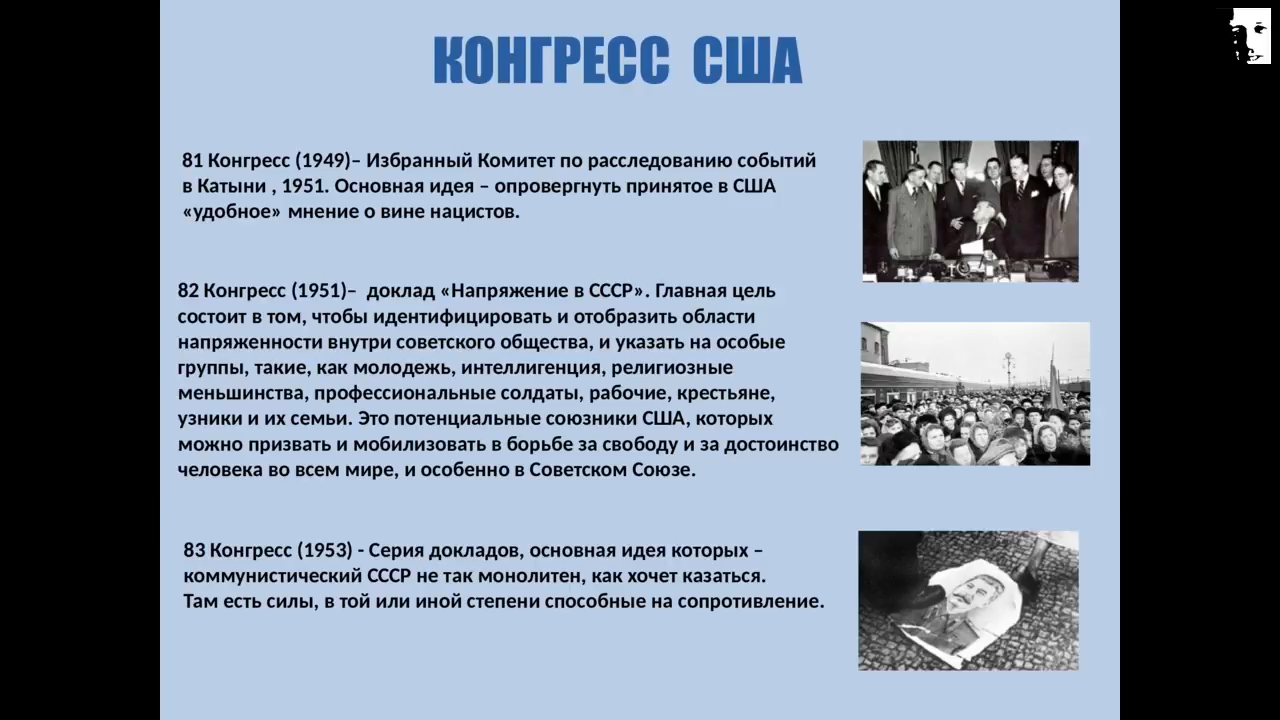 КОНГРЕСС США
81 Конгресс (1949)– Избранный Комитет по расследованию событий
в Катыни , 1951. Основная идея – опровергнуть принятое в США
«удобное» мнение о вине нацистов.
82 Конгресс (1951)– доклад «Напряжение в СССР». Главная цель
состоит в том, чтобы идентифицировать и отобразить области
напряженности внутри советского общества, и указать на особые
группы, такие, как молодежь, интеллигенция, религиозные
меньшинства, профессиональные солдаты, рабочие, крестьяне,
узники и их семьи. Это потенциальные союзники США, которых
можно призвать и мобилизовать в борьбе за свободу и за достоинство
человека во всем мире, и особенно в Советском Союзе.
83 Конгресс (1953) - Серия докладов, основная идея которых –
коммунистический СССР не так монолитен, как хочет казаться.
Там есть силы, в той или иной степени способные на сопротивление.